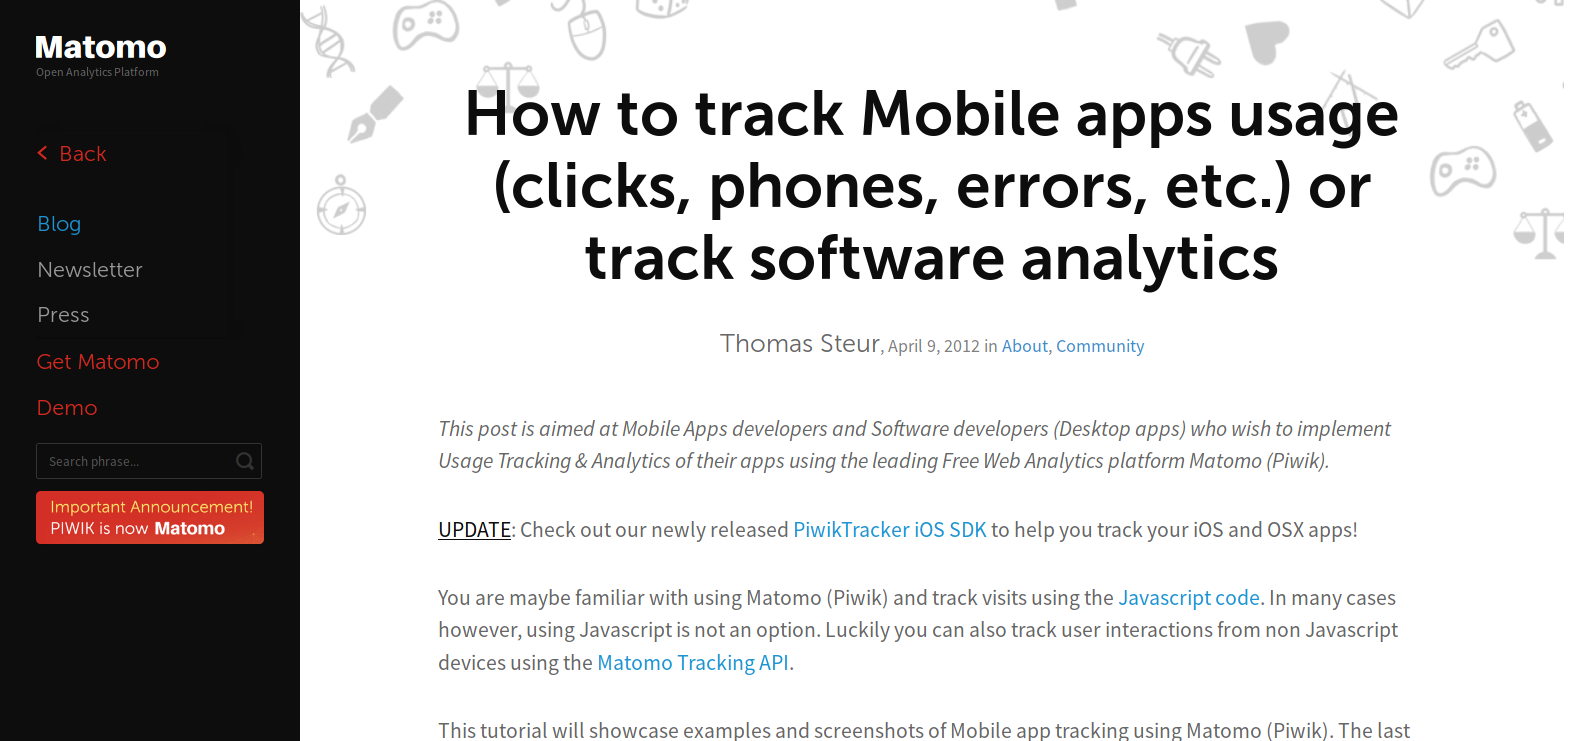 Matomo
Open Analytics Platform
Back
Blog
Newsletter
Press
Get Matomo
Demo
Search phrase...
Important Announcement!
PIWIK is now Matomo
How to track Mobile apps usage
(clicks, phones, errors, etc.) or
track software analytics
Thomas Steur, April 9, 2012 in About, Community
This post is aimed at Mobile Apps developers and Software developers (Desktop apps) who wish to implement
Usage Tracking & Analytics of their apps using the leading Free Web Analytics platform Matomo (Piwik).
UPDATE: Check out our newly released PiwikTracker iOS SDK to help you track your iOS and OSX apps!
You are maybe familiar with using Matomo (Piwik) and track visits using the Javascript code. In many cases
however, using Javascript is not an option. Luckily you can also track user interactions from non Javascript
devices using the Matomo Tracking API.
This tutorial will showcase examples and screenshots of Mobile app tracking using Matomo (Piwik). The last